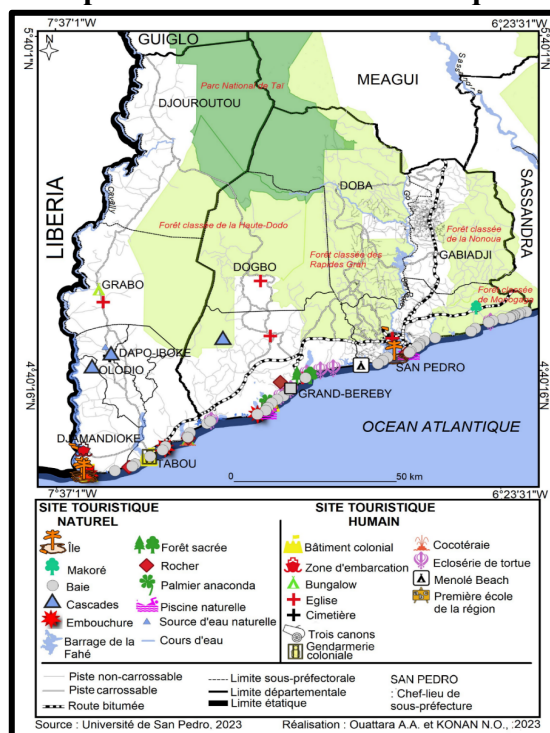 7°37'1"W
6°23'31"W
5°40'1"N
5°40'1"N
N
GUIGLO
Parc National de Taï
MEAGUI
Sassandra
DJOUROUTOU
LIBERIA
Cavally
DOBA
SASSANDRA
Forêt classée de la Haute-Dodo
Forêt classée
de la Nonoua
Forêt classée des
Rapides Grah
DOGBO
GABIADJI
GRABO
Forêt classée
de Monogaga
DAPO-IBOKE
OLODIO
SAN PEDRO
4°40'16"N
4°40'16"N
GRAND-BEREBY
OCEAN ATLANTIQUE
DJAMANDIOKE
TABOU
0
50 km
7°37'1"W
6°23'31"W
SITE TOURISTIQUE
NATUREL
Île
Makoré
Baie
Cascades
Embouchure
Barrage de la
Fahé
Forêt sacrée
Rocher
Palmier anaconda
Piscine naturelle
Source d'eau naturelle
Cours d'eau
SITE TOURISTIQUE
HUMAIN
Bâtiment colonial
Zone d'embarcation
Bungalow
Eglise
Cimetière
Trois canons
Gendarmerie
coloniale
Cocotéraie
Eclosérie de tortue
Menolé Beach
Première école
de la région
Piste non-carrossable
Piste carrossable
Route bitumée
Limite sous-préfectorale
Limite départementale
Limite étatique
SAN PEDRO
: Chef-lieu de
sous-préfecture
Source : Université de San Pedro, 2023
Réalisation : Ouattara A.A. et KONAN N.O., :2023